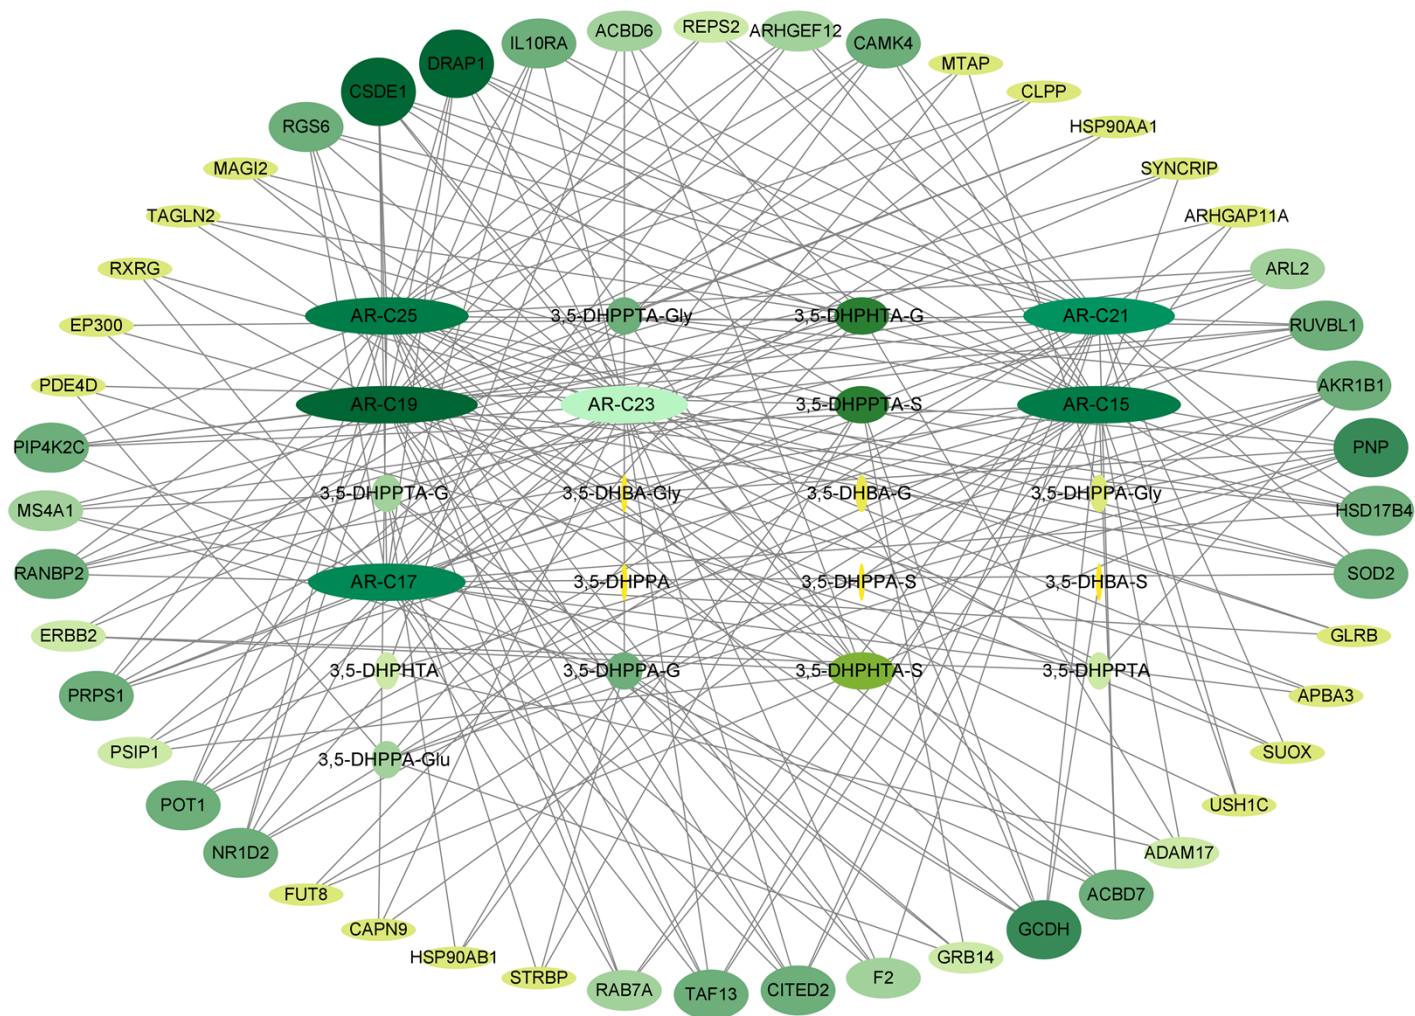 REPS2
ACBD6
ARHGEF12
IL10RA
CAMK4
DRAP1
MTAP
CSDE1
CLPP
RGS6
HSP90AA1
MAGI2
SYNCRIP
TAGLN2
ARHGAP11A
RXRG
ARL2
AR-C25
3,5-DHPPTA-Gly
3,5-DHPHTA-G
AR-C21
EP300
RUVBL1
PDE4D
AKR1B1
AR-C19
AR-C23
3,5-DHPPTA-S
AR-C15
PIP4K2C
PNP
3,5-DHPPTA-G
3,5-DHBA-Gly
3,5-DHBA-G
3,5-DHPPA-Gly
MS4A1
HSD17B4
RANBP2
SOD2
AR-C17
3,5-DHPPA
3,5-DHPPA-S
3,5-DHBA-S
ERBB2
GLRB
3,5-DHPHTA
3,5-DHPPA-G
3,5-DHPHTA-S
3,5-DHPPTA
PRPS1
APBA3
PSIP1
SUOX
3,5-DHPPA-Glu
POT1
USH1C
NR1D2
ADAM17
FUT8
ACBD7
CAPN9
GCDH
HSP90AB1
GRB14
STRBP
F2
RAB7A
TAF13
CITED2